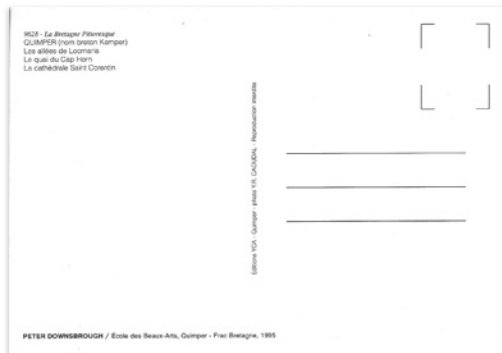 9628 - La Bretagne Pittoresque
QUIMPER (nom breton Kemper)
Les allées de Locmaria
Le quai du Cap Horn
La cathédrale Saint Corentin
Editions YCA - Quimper - photo Y.R. CAOUDAL - Reproduction interdite
PETER DOWNSBROUGH / École des Beaux-Arts, Quimper - Frac Bretagne, 1995